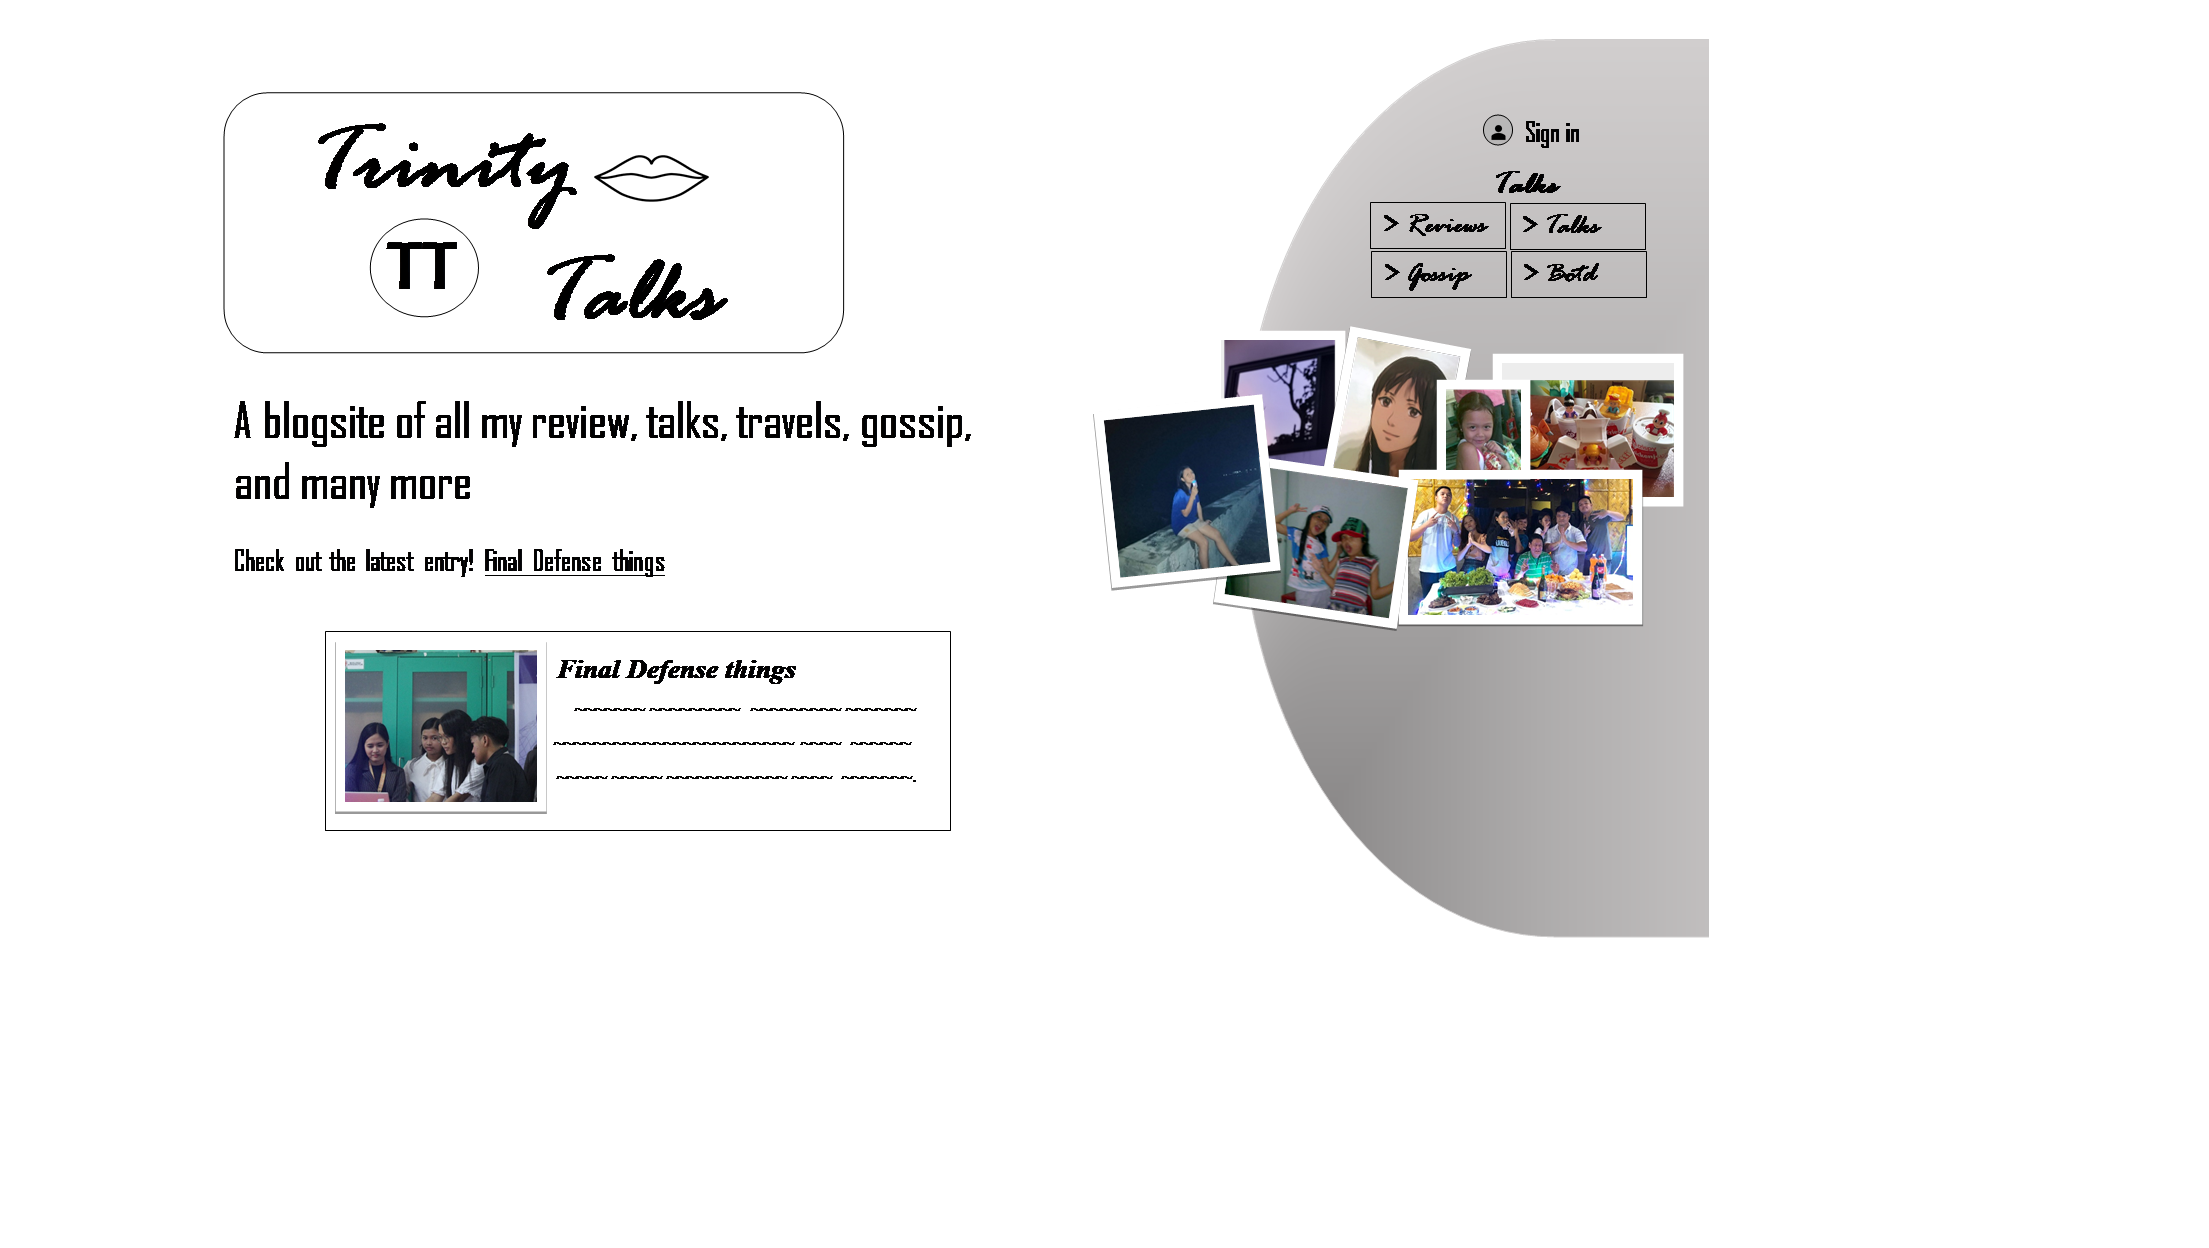 Trinity
TT
Talks
A blogsite of all my review, talks, travels, gossip,
and many more
Check out the latest entry! Final Defense things
Final Defense things
~~~~~~~ ~~~~~~~~~ ~~~~~~~~~ ~~~~~~~
~~~~~~~~~~~~~~~~~~~~~~~~ ~~~~ ~~~~~~
~~~~~ ~~~~~ ~~~~~~~~~~~~ ~~~~ ~~~~~~~.
Sign in
Talks
> Reviews
> Talks
> Gossip
> Botd